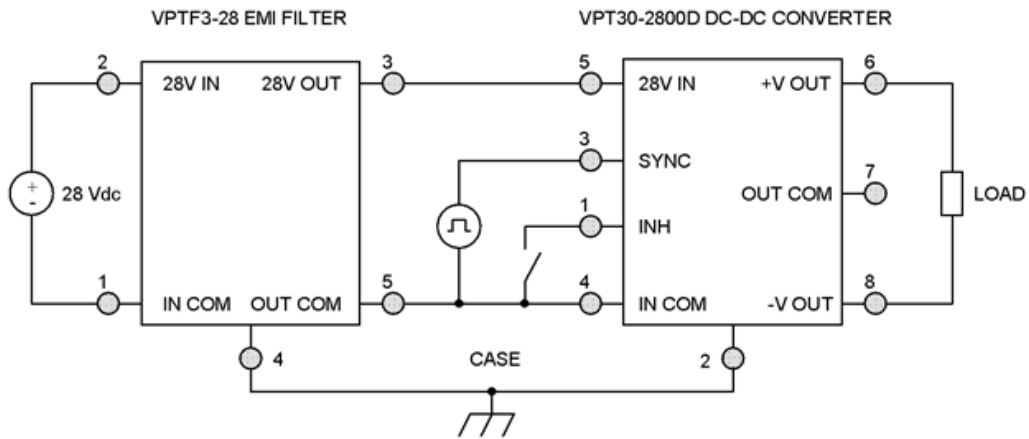 VPTF3-28 EMI FILTER
VPT30-2800D DC-DC CONVERTER
2
3
5
6
28V IN
28V OUT
28V IN
+V OUT
3
SYNC
7
+
-
28 Vdc
OUT COM
LOAD
1
INH
1
5
4
8
IN COM
OUT COM
IN COM
-V OUT
4
CASE
2